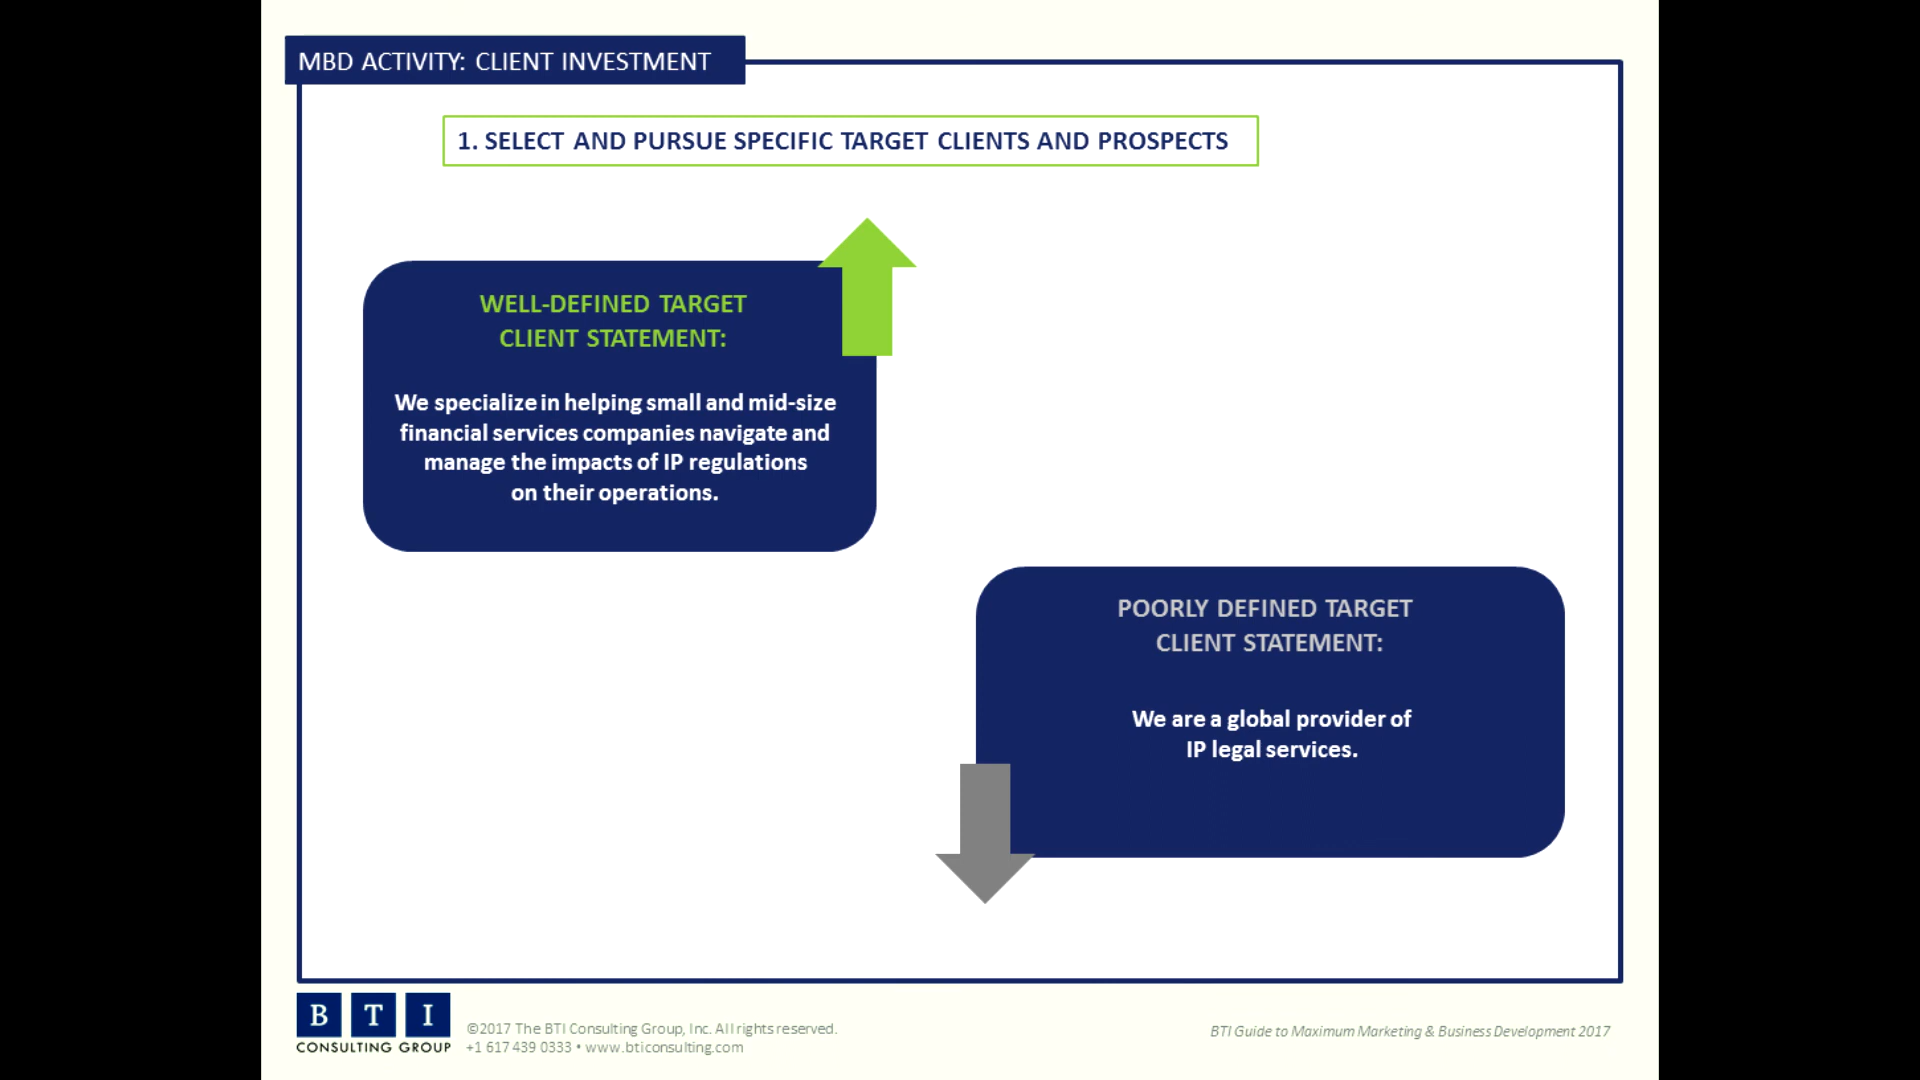 MBD ACTIVITY: CLIENT INVESTMENT
1. SELECT AND PURSUE SPECIFIC TARGET CLIENTS AND PROSPECTS
WELL-DEFINED TARGET
CLIENT STATEMENT:
We specialize in helping small and mid-size
financial services companies navigate and
manage the impacts of IP regulations
on their operations.
POORLY DEFINED TARGET
CLIENT STATEMENT:
We are a global provider of
IP legal services.
B T I
CONSULTING GROUP
©2017 The BTI Consulting Group, Inc. All rights reserved.
+1 617 439 0333 • www.bticonsulting.com
BTI Guide to Maximum Marketing & Business Development 2017